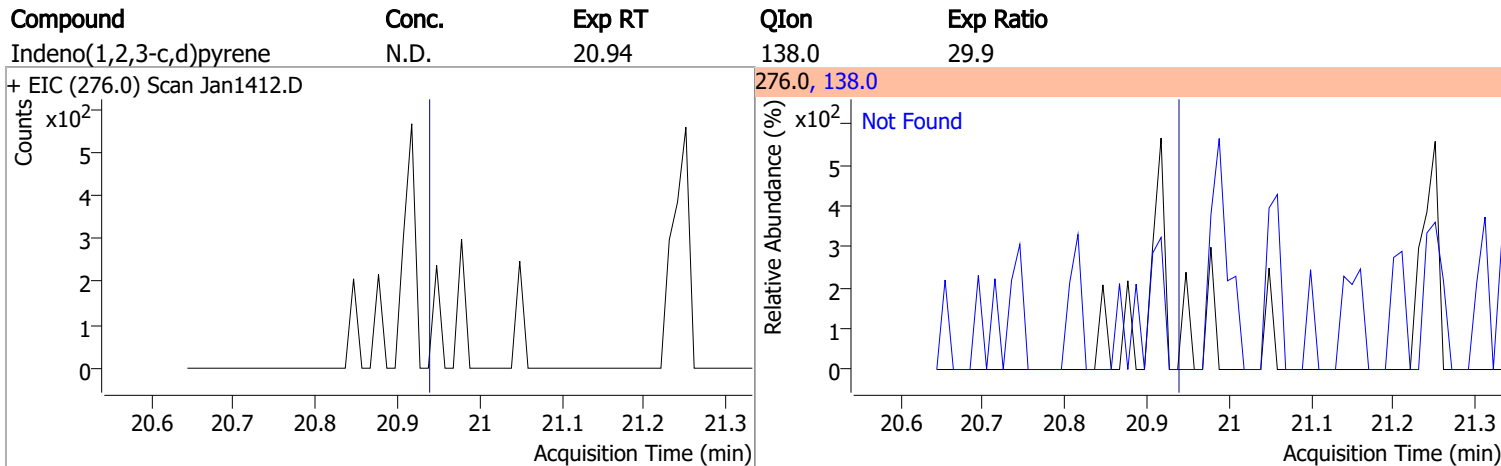 Compound Conc. Exp RT QIon Exp Ratio
Indeno(1,2,3-c,d)pyrene N.D. 20.94 138.0 29.9
+ EIC (276.0) Scan Jan1412.D
Counts
x10²
5
4
3
2
1
0
20.6 20.7 20.8 20.9 21 21.1 21.2 21.3
Acquisition Time (min)
276.0, 138.0
Relative Abundance (%)
x10²
Not Found
5
4
3
2
1
0
20.6 20.7 20.8 20.9 21 21.1 21.2 21.3
Acquisition Time (min)